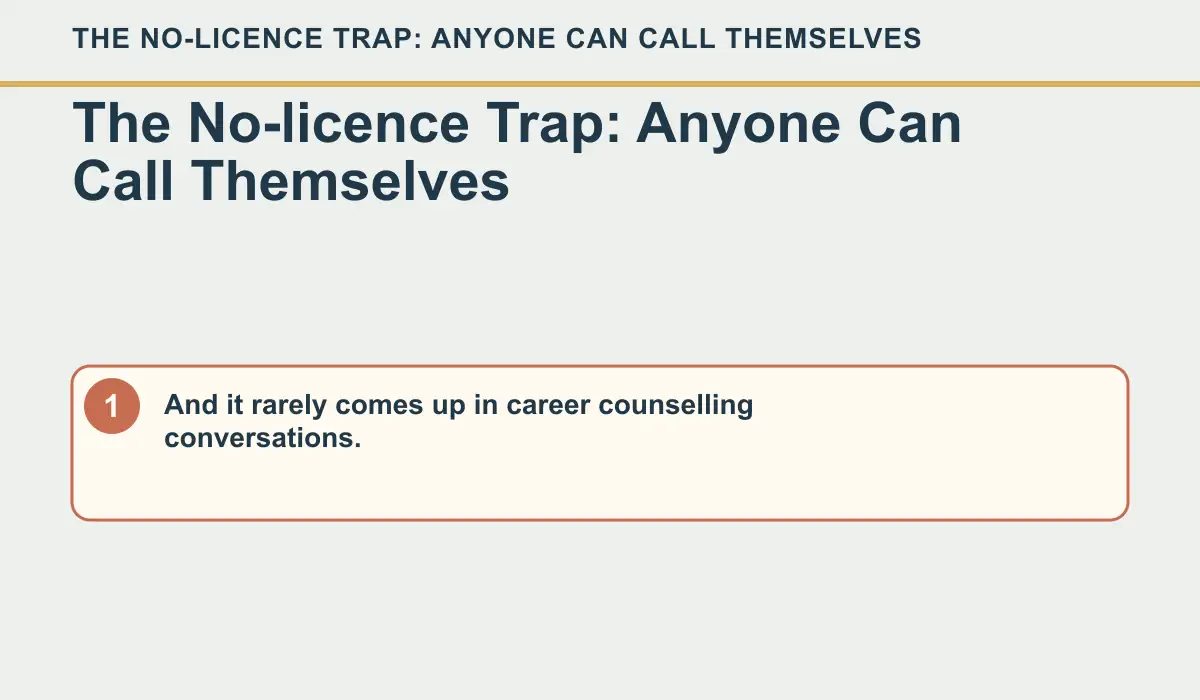 THE NO-LICENCE TRAP: ANYONE CAN CALL THEMSELVES
The No-licence Trap: Anyone Can
Call Themselves
1
And it rarely comes up in career counselling
conversations.